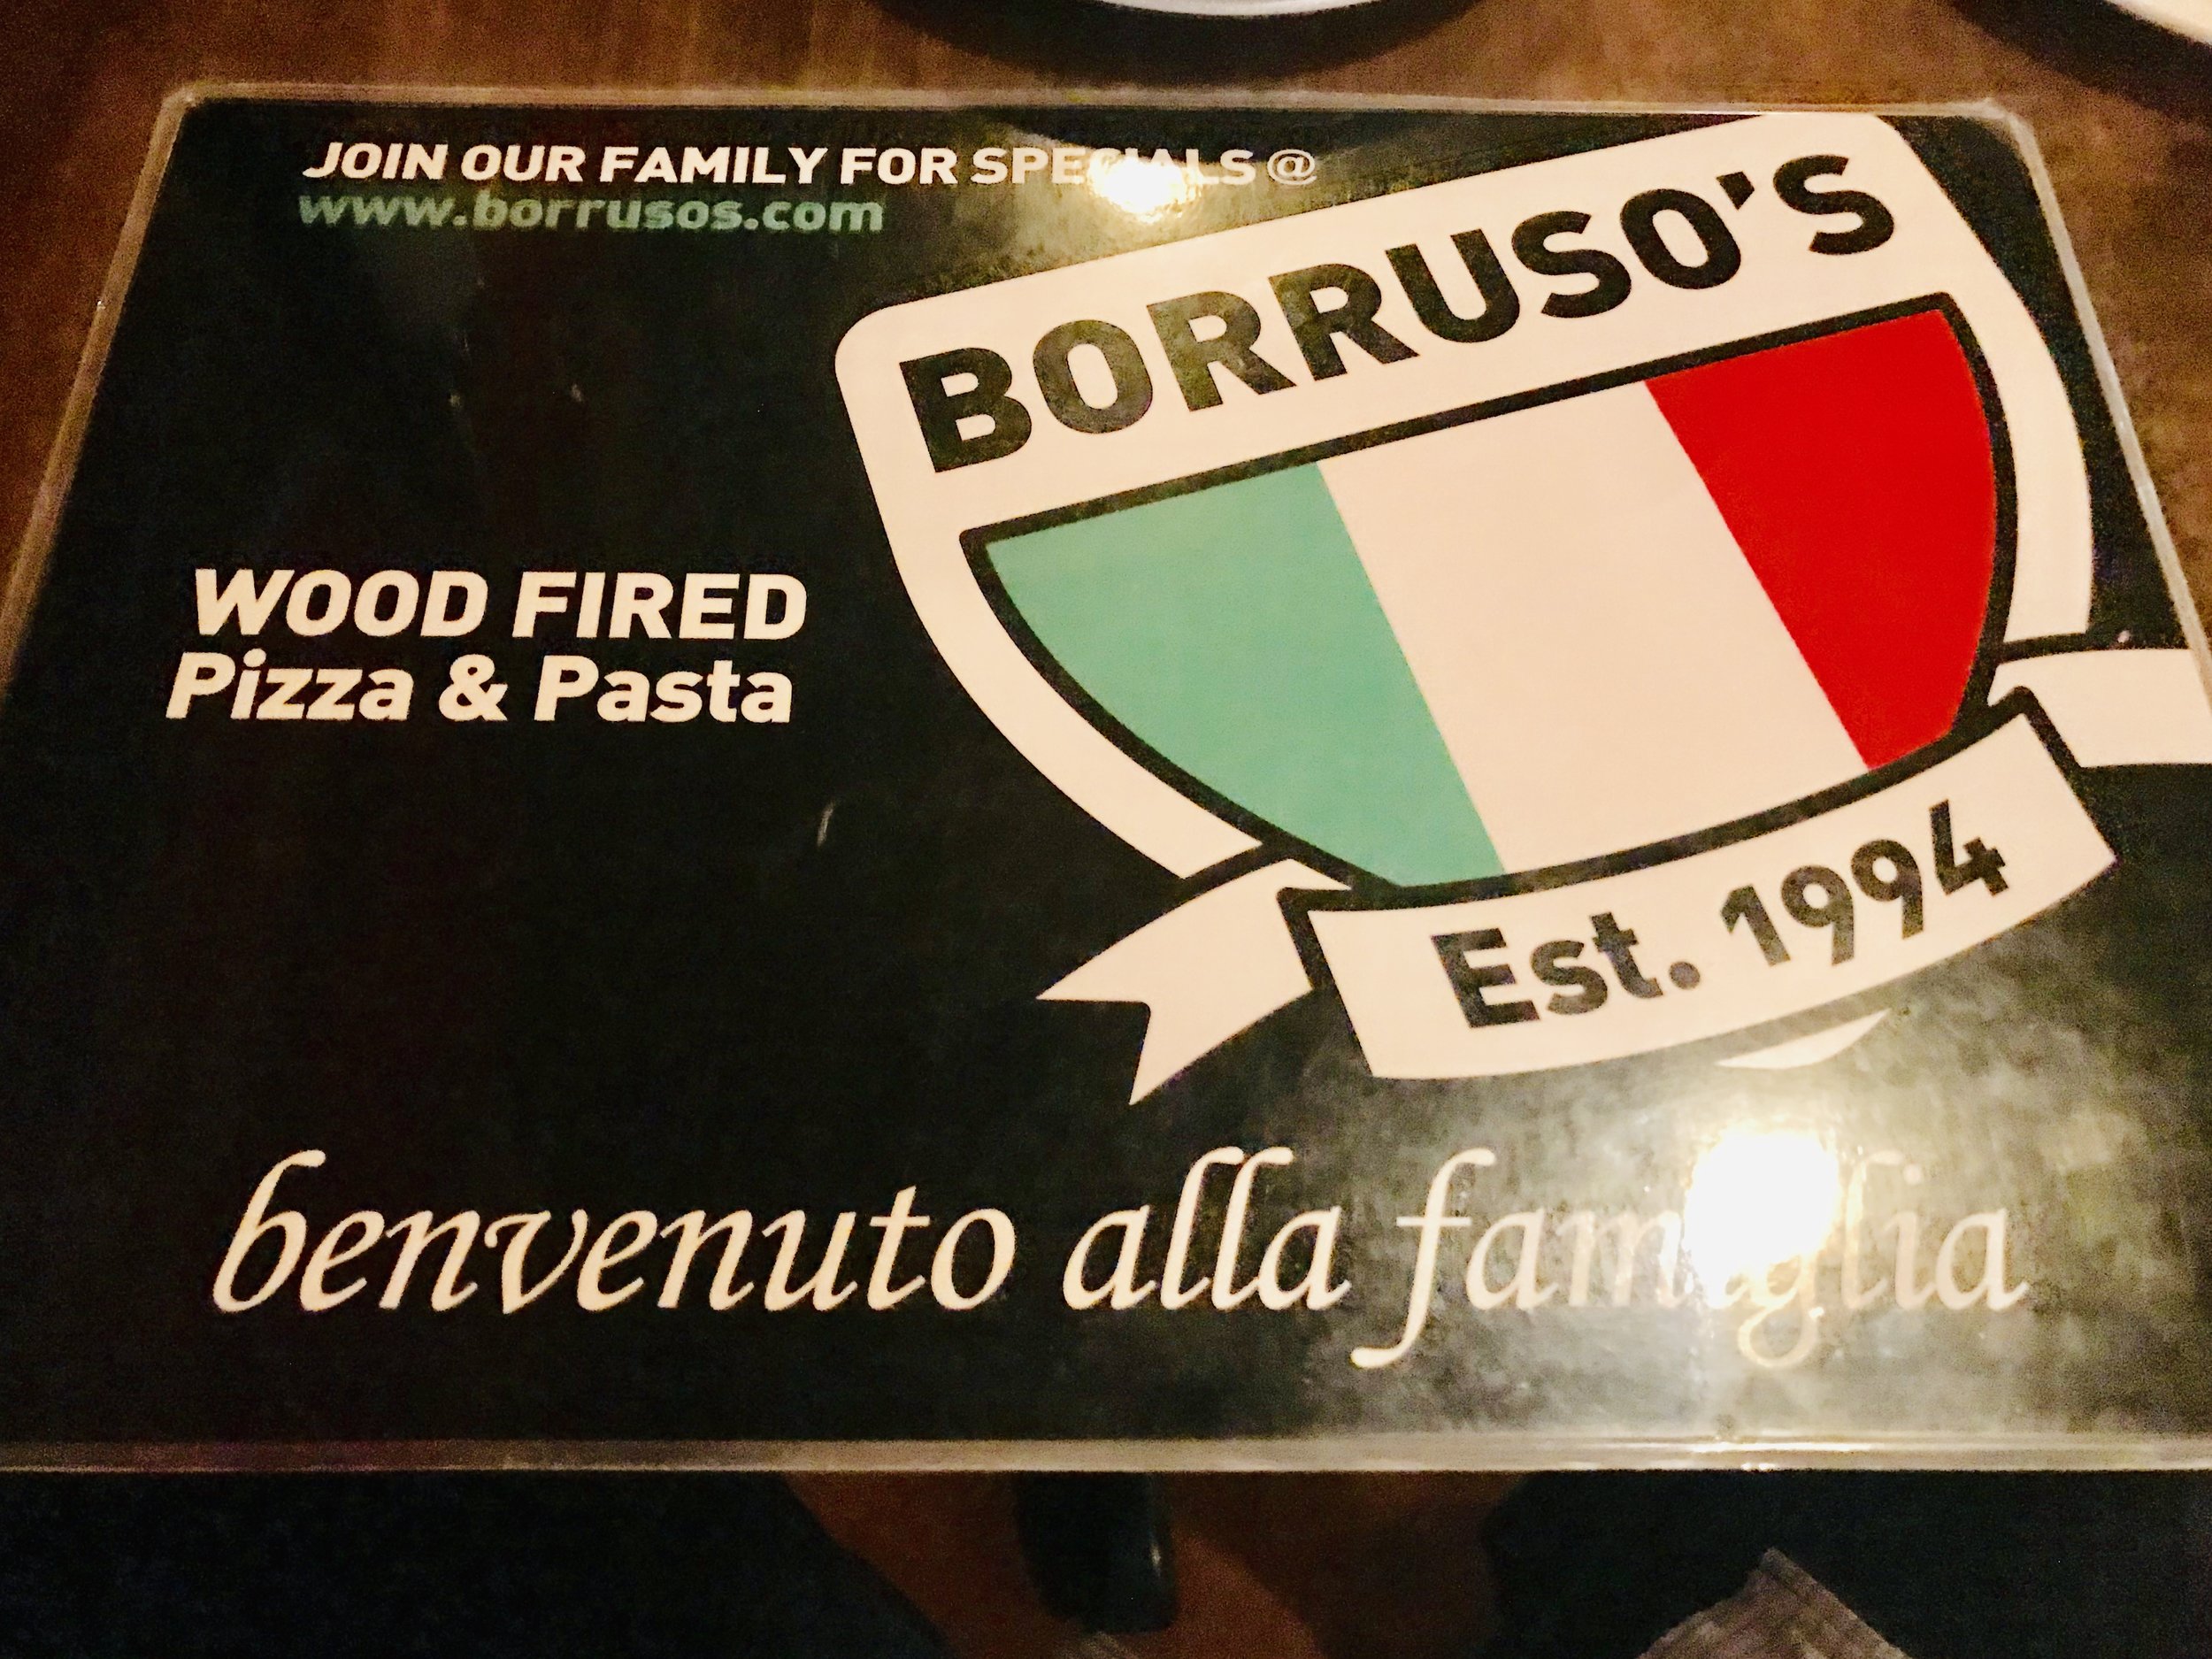 JOIN OUR FAMILY FOR SPECIALS @
www.borrusos.com
BORRUSO'S
WOOD FIRED
Pizza & Pasta
Est. 1994
benvenuto alla famiglia